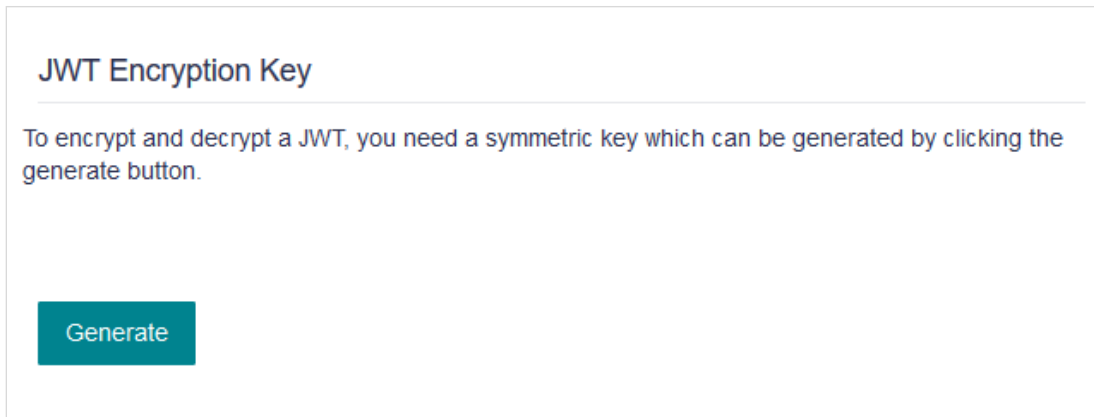 JWT Encryption Key
To encrypt and decrypt a JWT, you need a symmetric key which can be generated by clicking the
generate button.
Generate